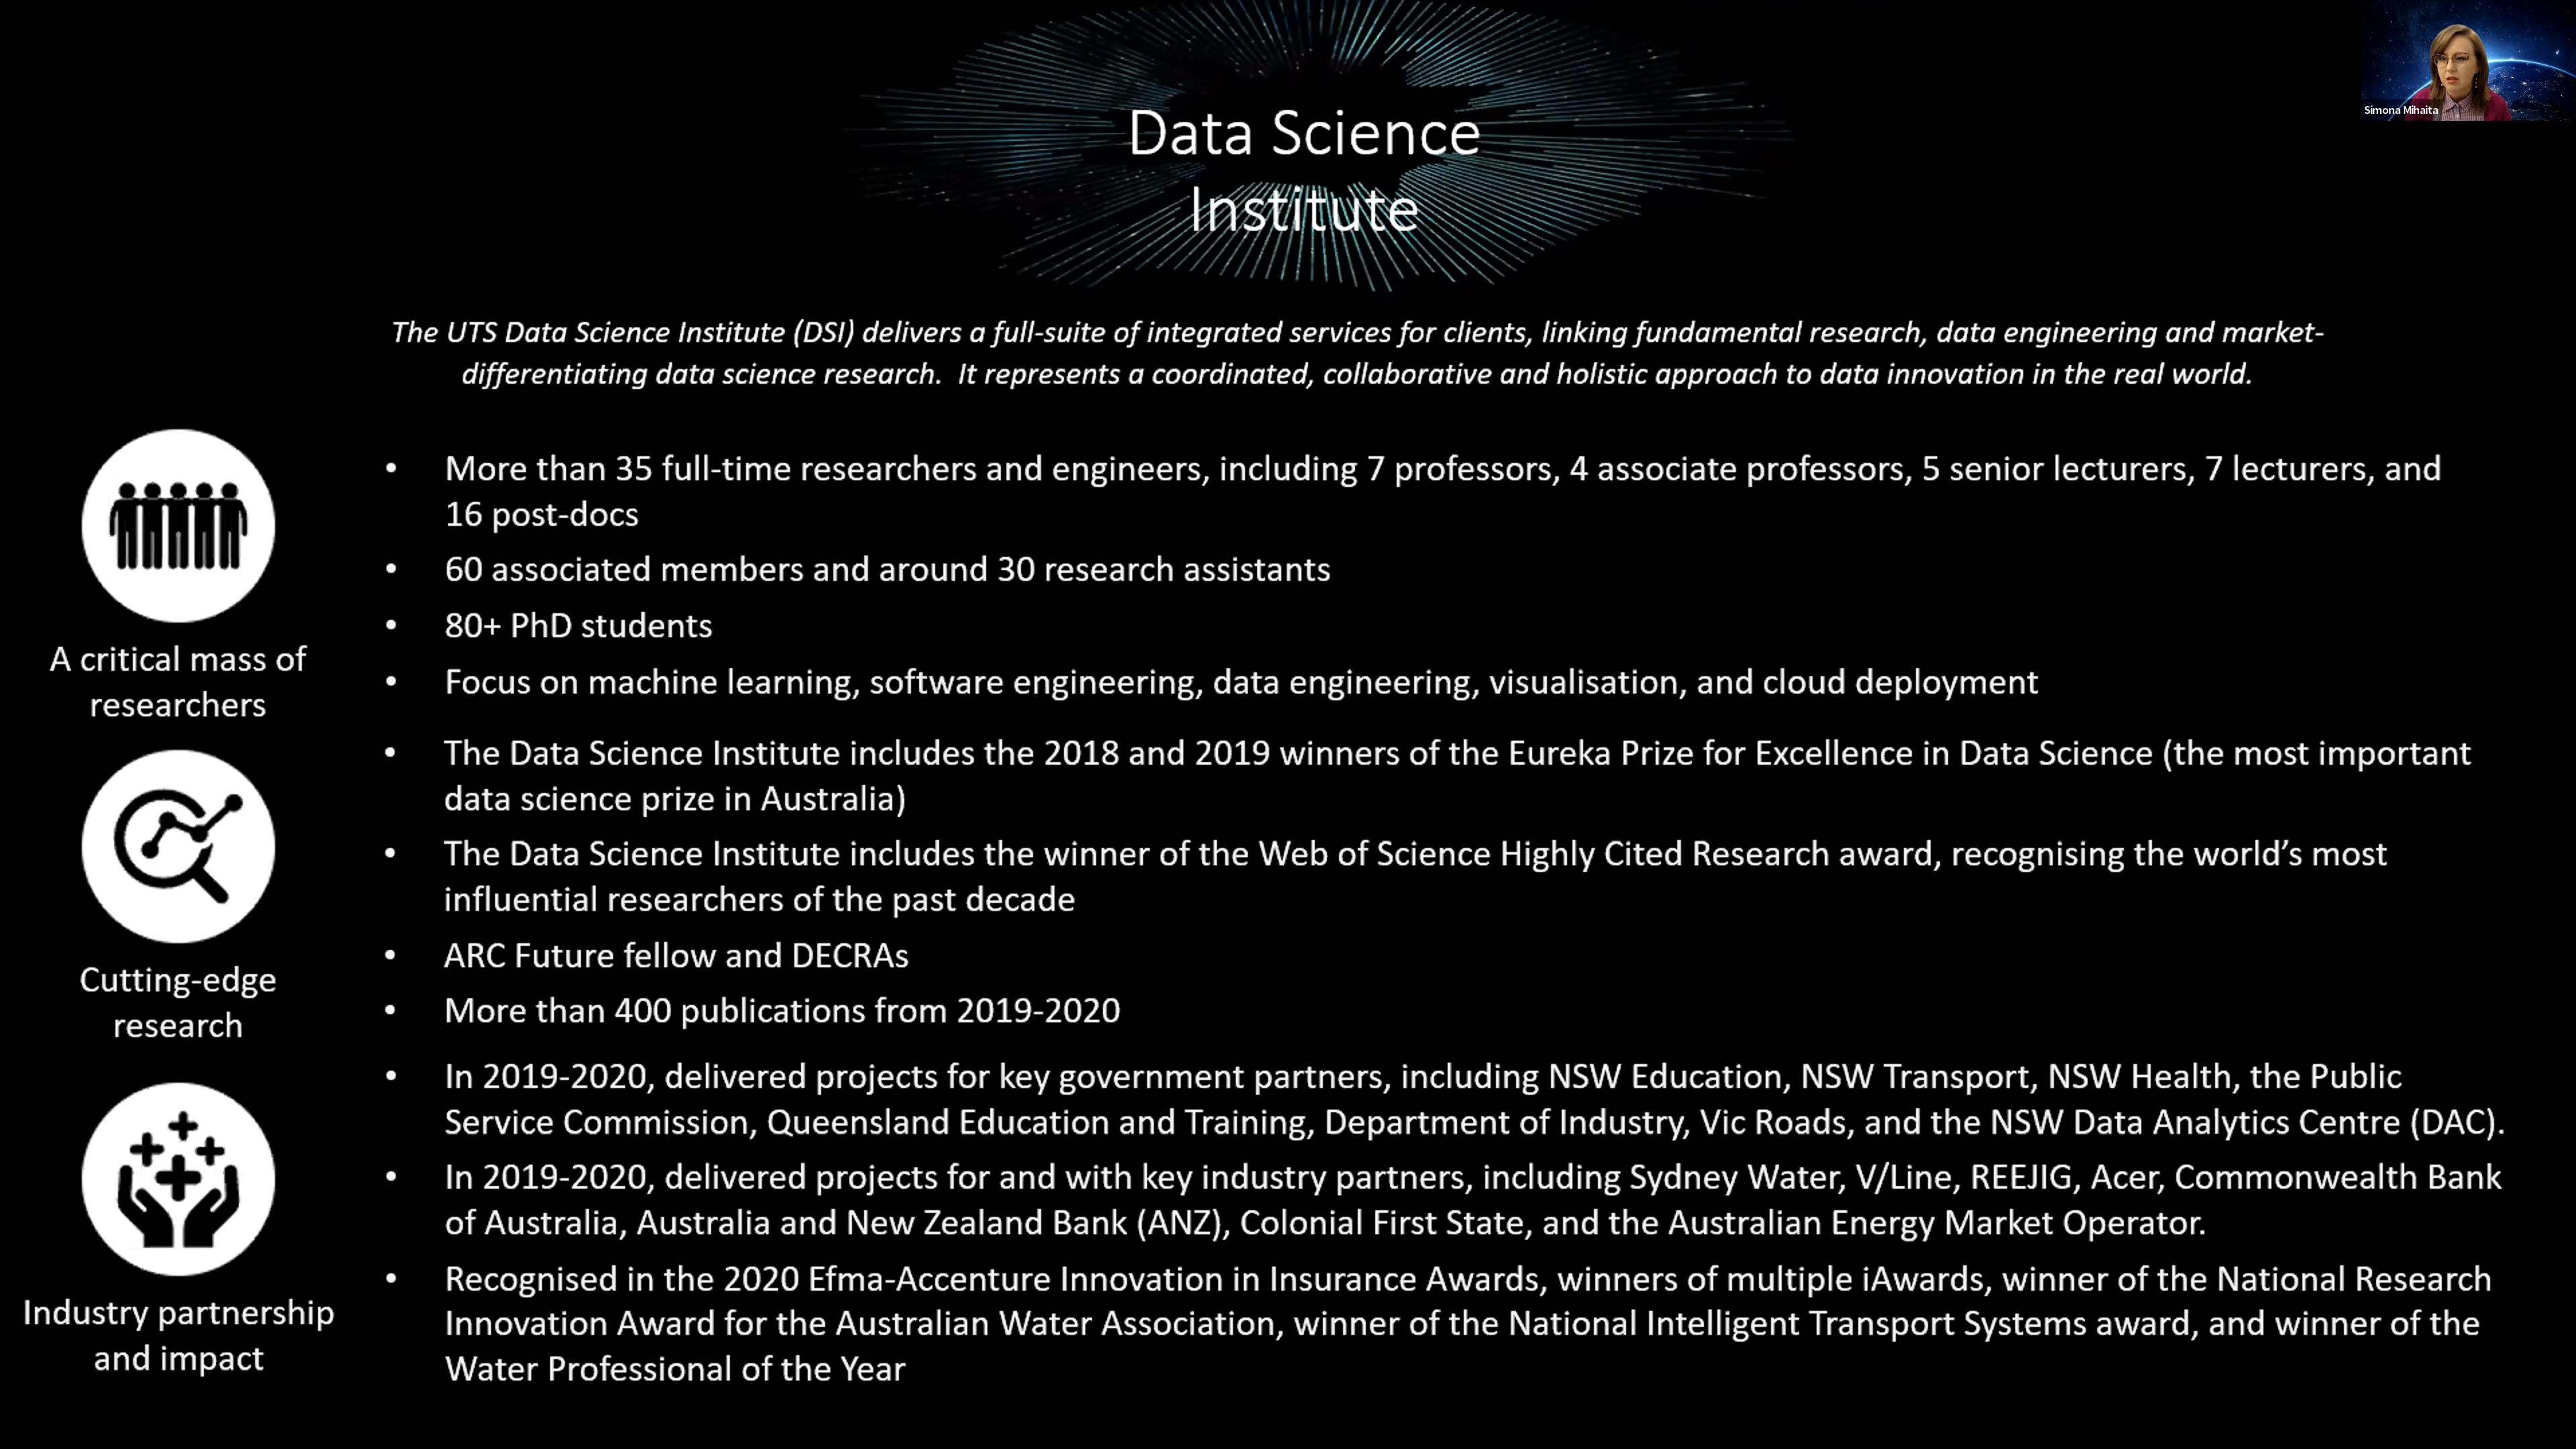 Simona Mihaita
Data Science
Institute
The UTS Data Science Institute (DSI) delivers a full-suite of integrated services for clients, linking fundamental research, data engineering and market-
differentiating data science research.  It represents a coordinated, collaborative and holistic approach to data innovation in the real world.
A critical mass of
researchers
• More than 35 full-time researchers and engineers, including 7 professors, 4 associate professors, 5 senior lecturers, 7 lecturers, and
16 post-docs
• 60 associated members and around 30 research assistants
• 80+ PhD students
• Focus on machine learning, software engineering, data engineering, visualisation, and cloud deployment
Cutting-edge
research
• The Data Science Institute includes the 2018 and 2019 winners of the Eureka Prize for Excellence in Data Science (the most important
data science prize in Australia)
• The Data Science Institute includes the winner of the Web of Science Highly Cited Research award, recognising the world’s most
influential researchers of the past decade
• ARC Future fellow and DECRAs
• More than 400 publications from 2019-2020
Industry partnership
and impact
• In 2019-2020, delivered projects for key government partners, including NSW Education, NSW Transport, NSW Health, the Public
Service Commission, Queensland Education and Training, Department of Industry, Vic Roads, and the NSW Data Analytics Centre (DAC).
• In 2019-2020, delivered projects for and with key industry partners, including Sydney Water, V/Line, REEJIG, Acer, Commonwealth Bank
of Australia, Australia and New Zealand Bank (ANZ), Colonial First State, and the Australian Energy Market Operator.
• Recognised in the 2020 Efma-Accenture Innovation in Insurance Awards, winners of multiple iAwards, winner of the National Research
Innovation Award for the Australian Water Association, winner of the National Intelligent Transport Systems award, and winner of the
Water Professional of the Year